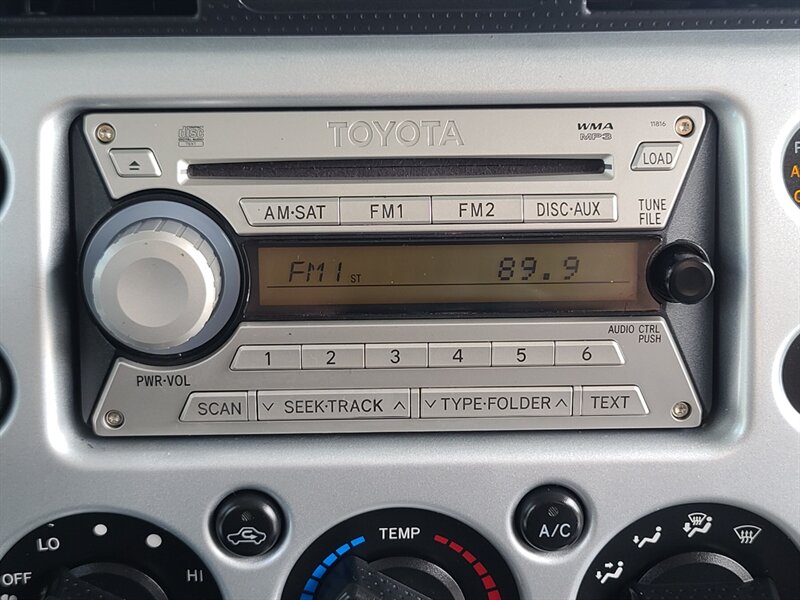 disc
TOYOTA
WMA
MP3
11816
LOAD
AM·SAT FM1 FM2 DISC·AUX
TUNE
FILE
FM1 ST 89.9
AUDIO CTRL
PUSH
1 2 3 4 5 6
PWR·VOL
SCAN ∨ SEEK·TRACK ∧ ∨ TYPE·FOLDER ∧ TEXT
LO
TEMP
A/C
OFF
HI